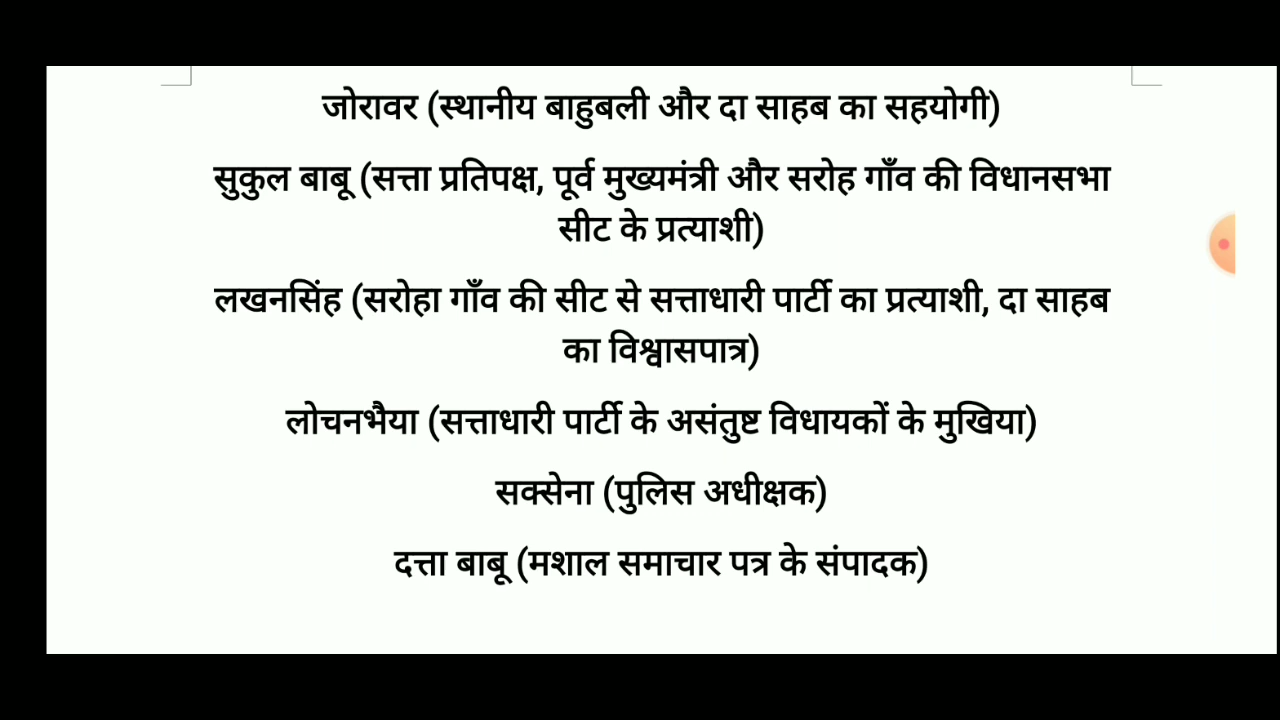 जोरावर (स्थानीय बाहुबली और दा साहब का सहयोगी)
सुकुल बाबू (सत्ता प्रतिपक्ष, पूर्व मुख्यमंत्री और सरोह गाँव की विधानसभा
सीट के प्रत्याशी)
लखनसिंह (सरोहा गाँव की सीट से सत्ताधारी पार्टी का प्रत्याशी, दा साहब
का विश्वासपात्र)
लोचनभैया (सत्ताधारी पार्टी के असंतुष्ट विधायकों के मुखिया)
सक्सेना (पुलिस अधीक्षक)
दत्ता बाबू (मशाल समाचार पत्र के संपादक)